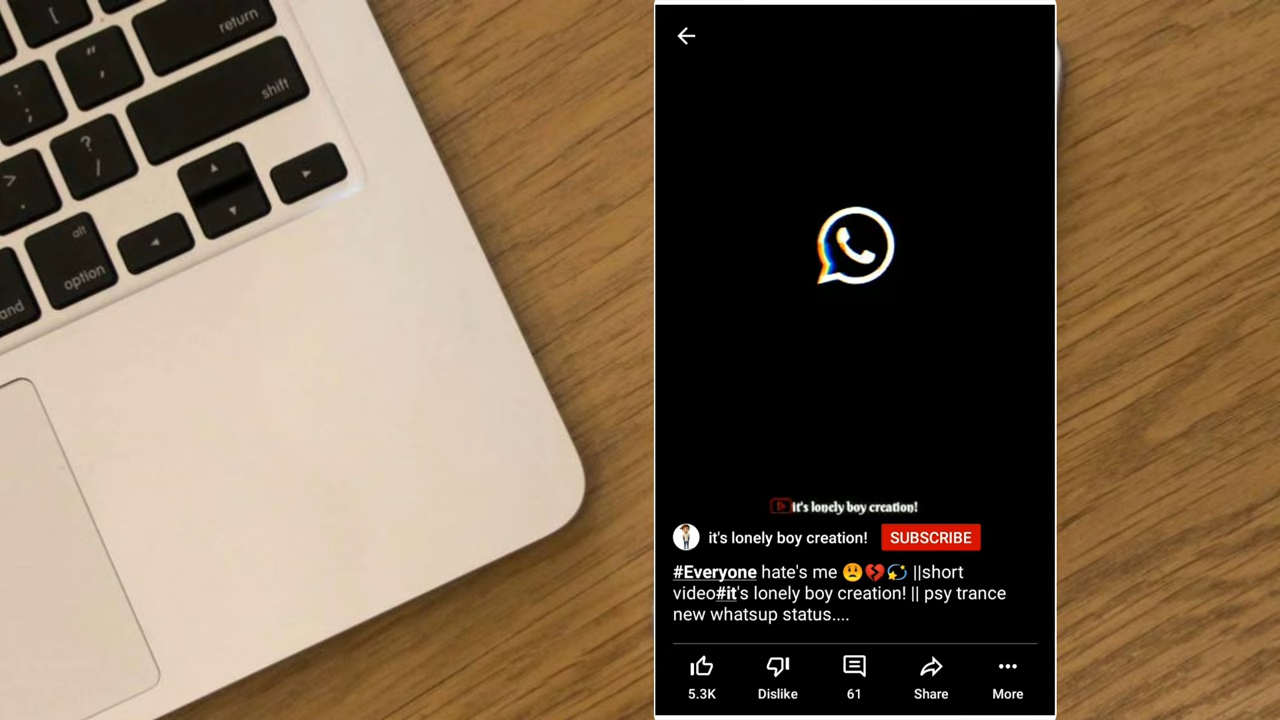 [
return
"
,
:
;
shift
?
/
>
.
alt
option
and
it's lonely boy creation!
it's lonely boy creation! SUBSCRIBE
#Everyone hate's me 😟💔💫 ||short
video#it's lonely boy creation! || psy trance
new whatsup status....
5.3K Dislike 61 Share More